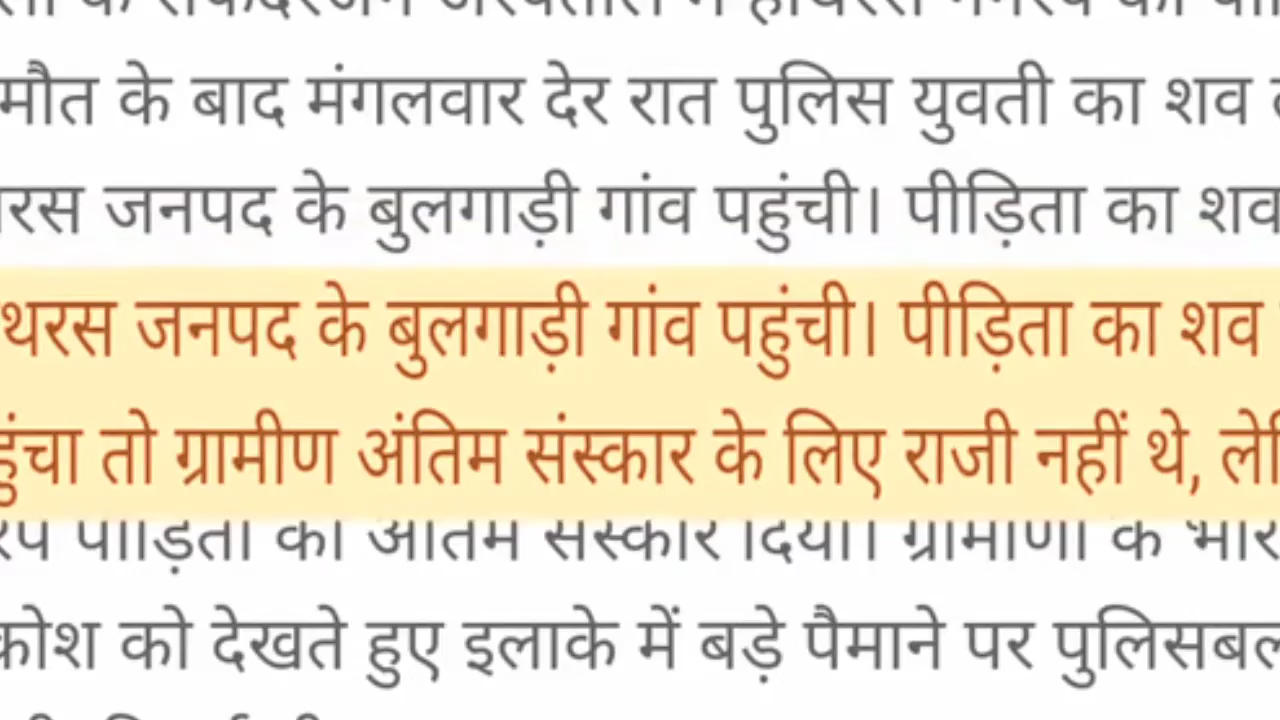 मौत के बाद मंगलवार देर रात पुलिस युवती का शव
रस जनपद के बुलगाड़ी गांव पहुंची। पीड़िता का शव
थरस जनपद के बुलगाड़ी गांव पहुंची। पीड़िता का शव
हुंचा तो ग्रामीण अंतिम संस्कार के लिए राजी नहीं थे,
पीड़िता का अंतिम संस्कार दिया। ग्रामीणों के
क्रोश को देखते हुए इलाके में बड़े पैमाने पर पुलिसबल